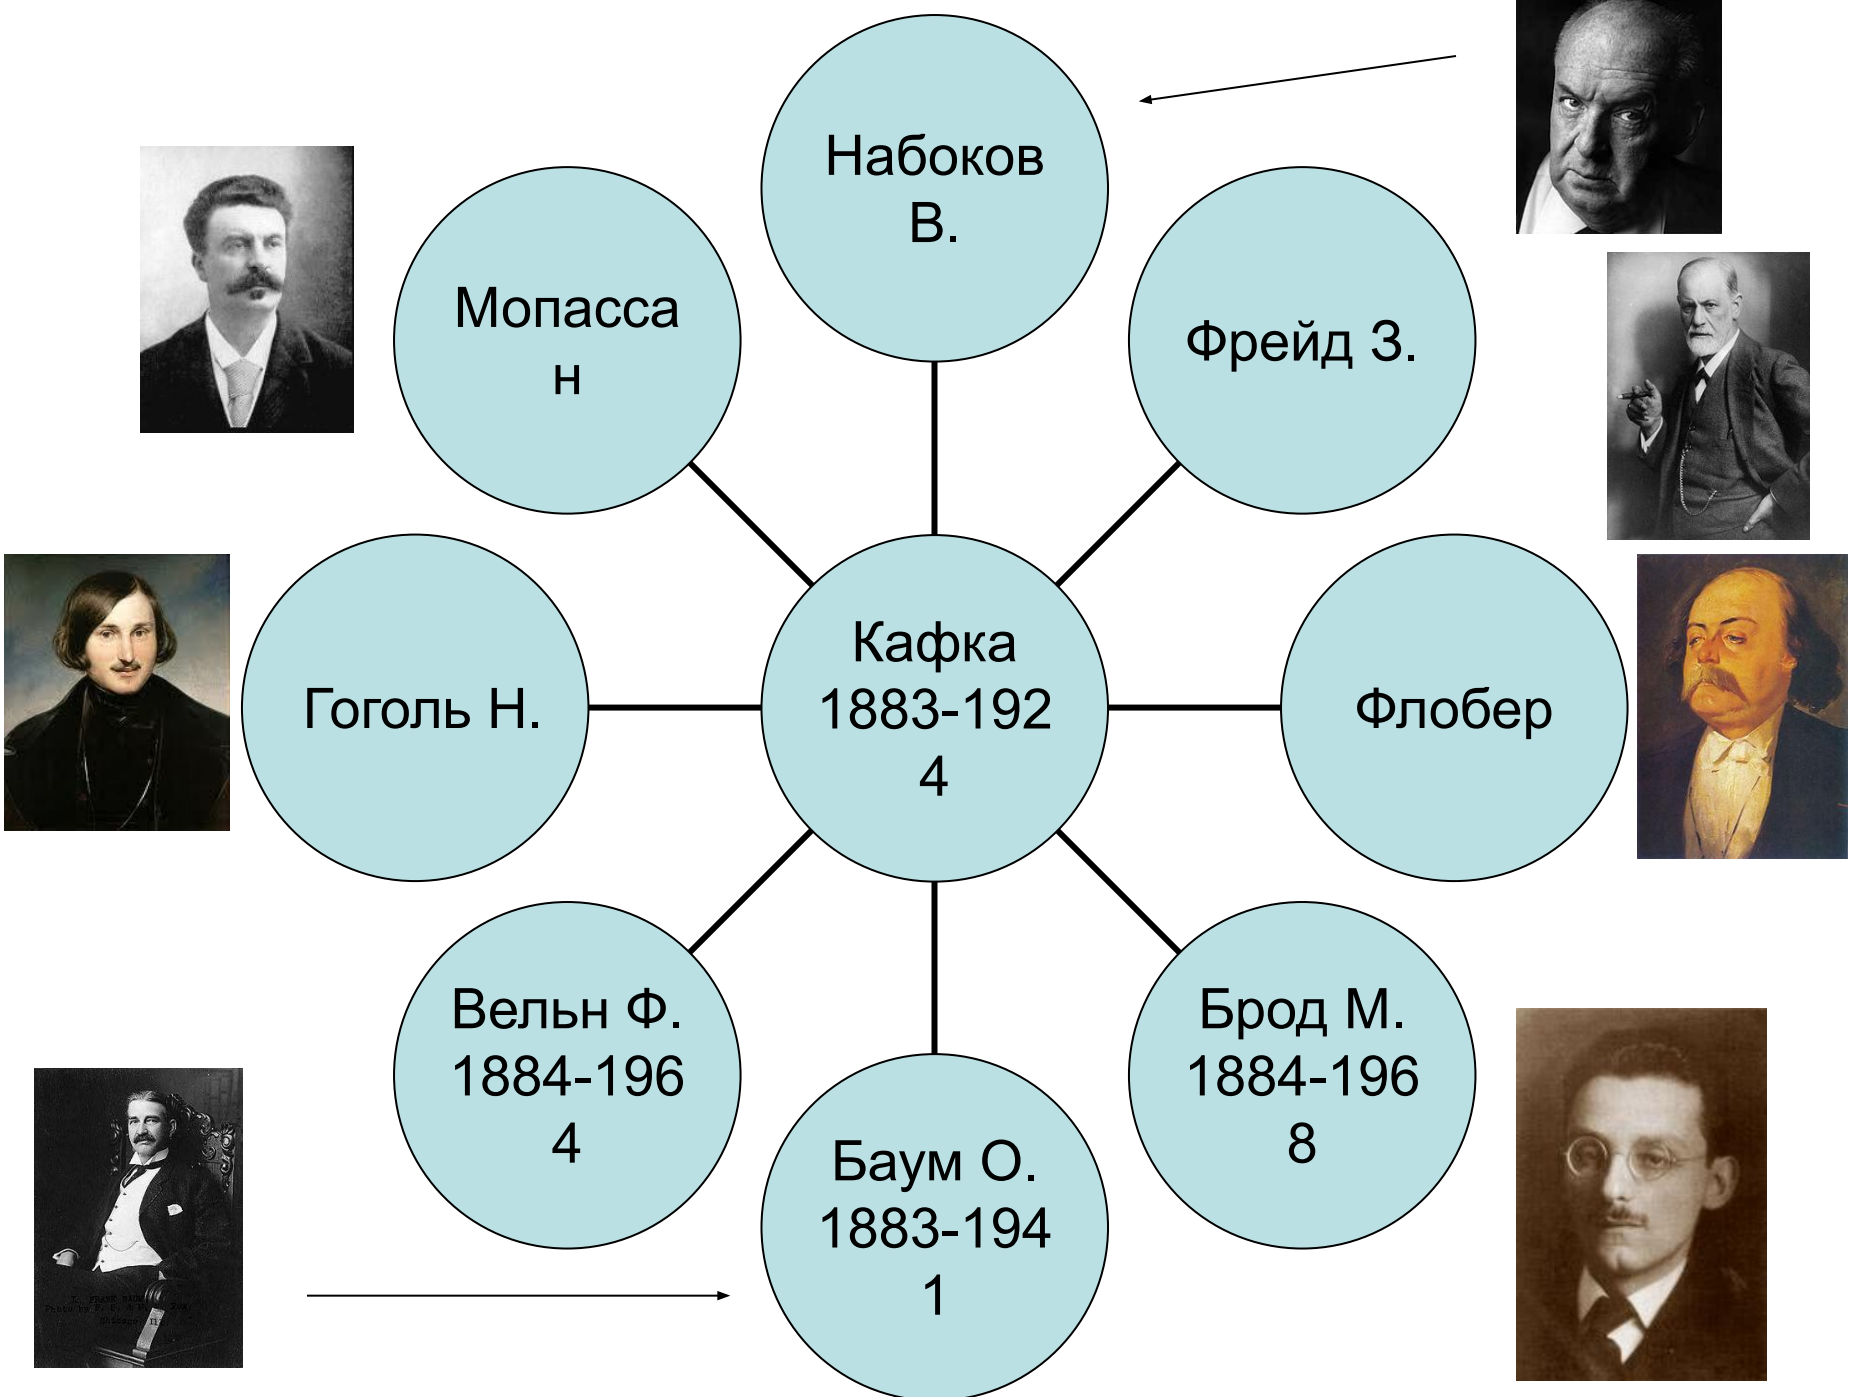 Набоков
В.
Мопасса
н
Фрейд З.
Гоголь Н.
Кафка
1883-192
4
Флобер
Вельн Ф.
1884-196
4
Брод М.
1884-196
8
Баум О.
1883-194
1